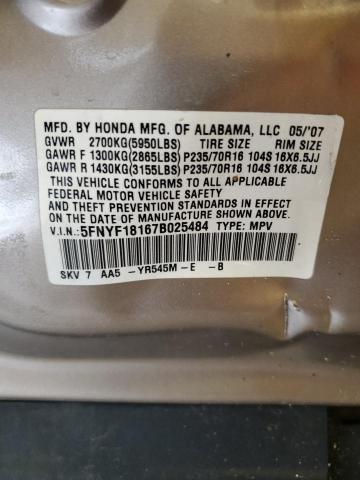 MFD. BY HONDA MFG. OF ALABAMA, LLC 05/'07
GVWR 2700KG(5950LBS) TIRE SIZE RIM SIZE
GAWR F 1300KG(2865LBS) P235/70R16 104S 16X6.5JJ
GAWR R 1430KG(3155LBS) P235/70R16 104S 16X6.5JJ
THIS VEHICLE CONFORMS TO ALL APPLICABLE
FEDERAL MOTOR VEHICLE SAFETY AND
THEFT PREVENTION STANDARDS IN EFFECT
ON THE DATE OF MANUFACTURE SHOWN ABOVE.
V.I.N.: 5FNYF18167B025484 TYPE: MPV
SKV 7 AA5 -YR545M -E -B